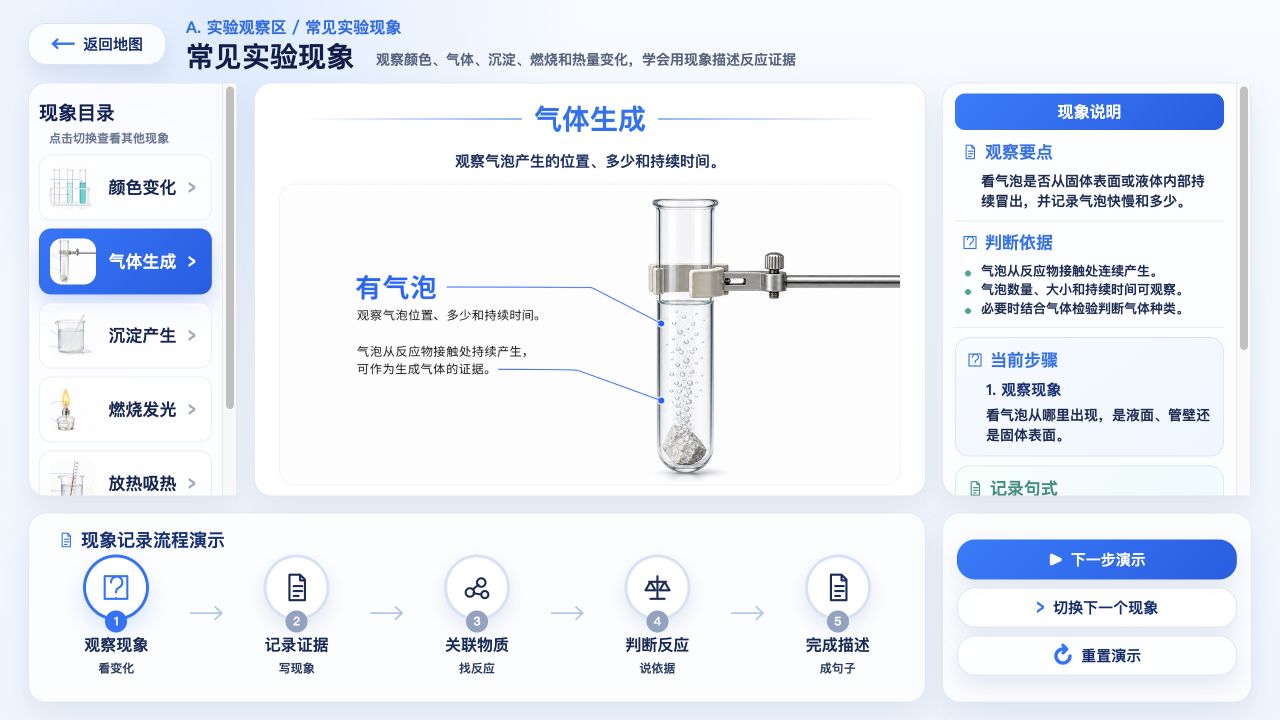 返回地图
A. 实验观察区 / 常见实验现象
常见实验现象
观察颜色、气体、沉淀、燃烧和热量变化，学会用现象描述反应证据
现象目录
点击切换查看其他现象
颜色变化
气体生成
沉淀产生
燃烧发光
放热吸热
气体生成
观察气泡产生的位置、多少和持续时间。
有气泡
观察气泡位置、多少和持续时间。
气泡从反应物接触处持续产生，
可作为生成气体的证据。
现象说明
观察要点
看气泡是否从固体表面或液体内部持
续冒出，并记录气泡快慢和多少。
判断依据
气泡从反应物接触处连续产生。
气泡数量、大小和持续时间可观察。
必要时结合气体检验判断气体种类。
当前步骤
1. 观察现象
看气泡从哪里出现，是液面、管壁还
是固体表面。
记录句式
现象记录流程演示
1
观察现象
看变化
2
记录证据
写现象
3
关联物质
找反应
4
判断反应
说依据
5
完成描述
成句子
下一步演示
切换下一个现象
重置演示